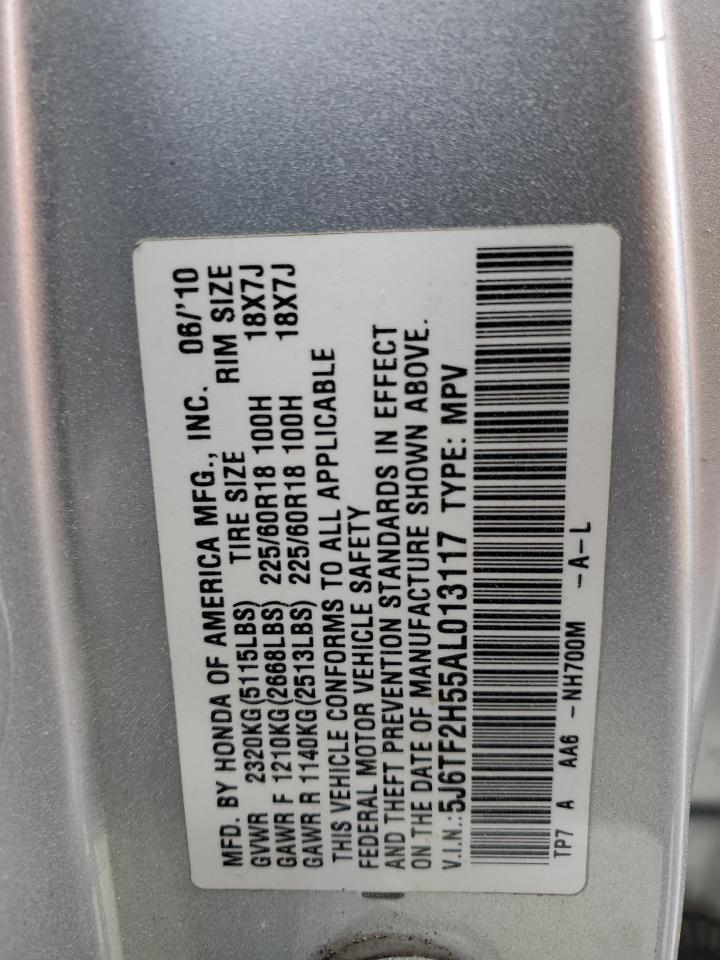 MFD. BY HONDA OF AMERICA MFG., INC. 06/'10
GVWR 2320KG(5115LBS) TIRE SIZE RIM SIZE
GAWR F 1210KG(2668LBS) 225/60R18 100H 18X7J
GAWR R 1140KG(2513LBS) 225/60R18 100H 18X7J
THIS VEHICLE CONFORMS TO ALL APPLICABLE
FEDERAL MOTOR VEHICLE SAFETY
AND THEFT PREVENTION STANDARDS IN EFFECT
ON THE DATE OF MANUFACTURE SHOWN ABOVE.
V.I.N.:5J6TF2H55AL013117 TYPE: MPV
TP7 A AA6 -NH700M -A-L